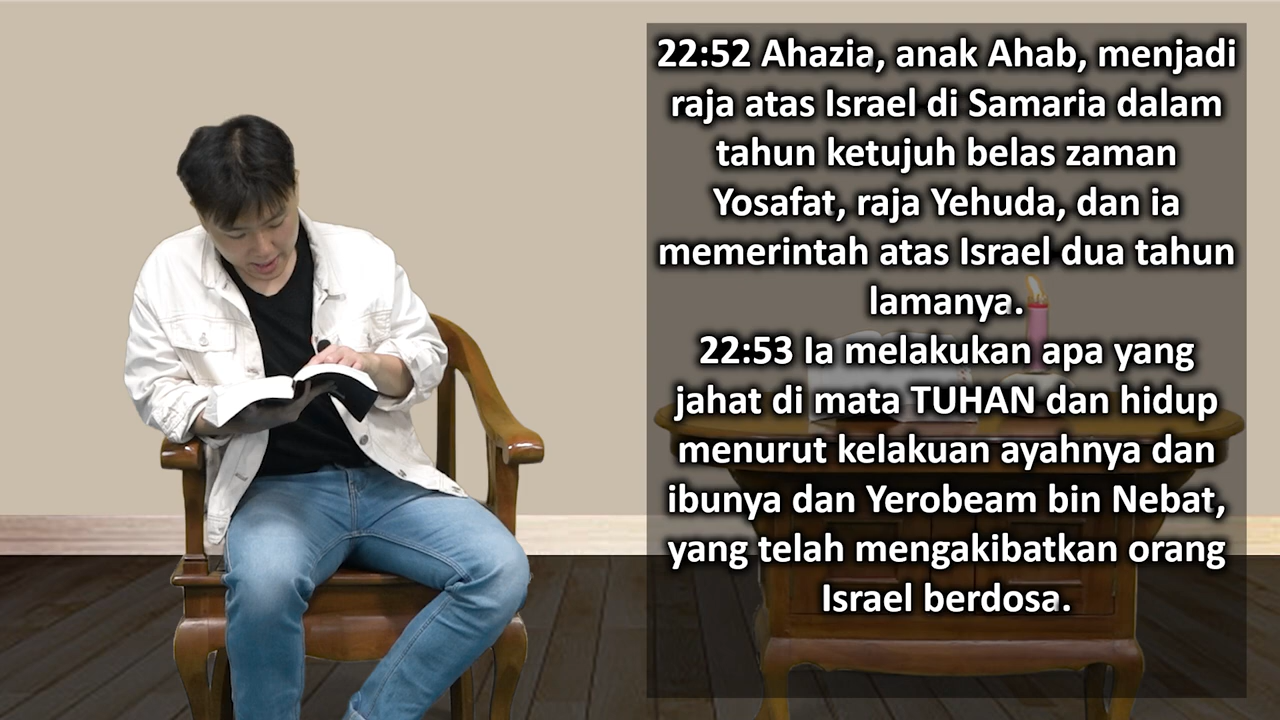 22:52 Ahazia, anak Ahab, menjadi
raja atas Israel di Samaria dalam
tahun ketujuh belas zaman
Yosafat, raja Yehuda, dan ia
memerintah atas Israel dua tahun
lamanya.
22:53 Ia melakukan apa yang
jahat di mata TUHAN dan hidup
menurut kelakuan ayahnya dan
ibunya dan Yerobeam bin Nebat,
yang telah mengakibatkan orang
Israel berdosa.